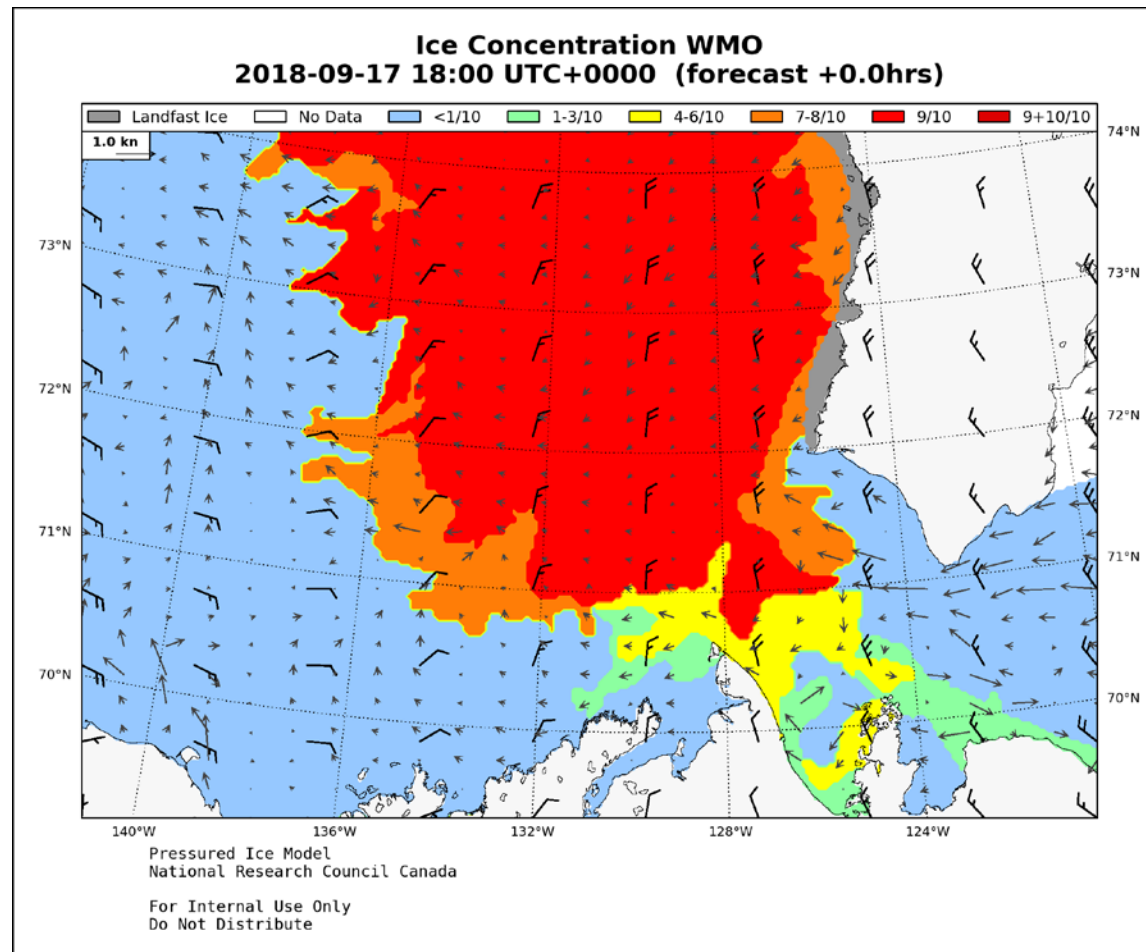 Ice Concentration WMO
2018-09-17 18:00 UTC+0000  (forecast +0.0hrs)
Landfast Ice No Data <1/10 1-3/10 4-6/10 7-8/10 9/10 9+10/10
1.0 kn
74°N
73°N 73°N
72°N 72°N
71°N 71°N
70°N 70°N
140°W 136°W 132°W 128°W 124°W
Pressured Ice Model
National Research Council Canada
For Internal Use Only
Do Not Distribute